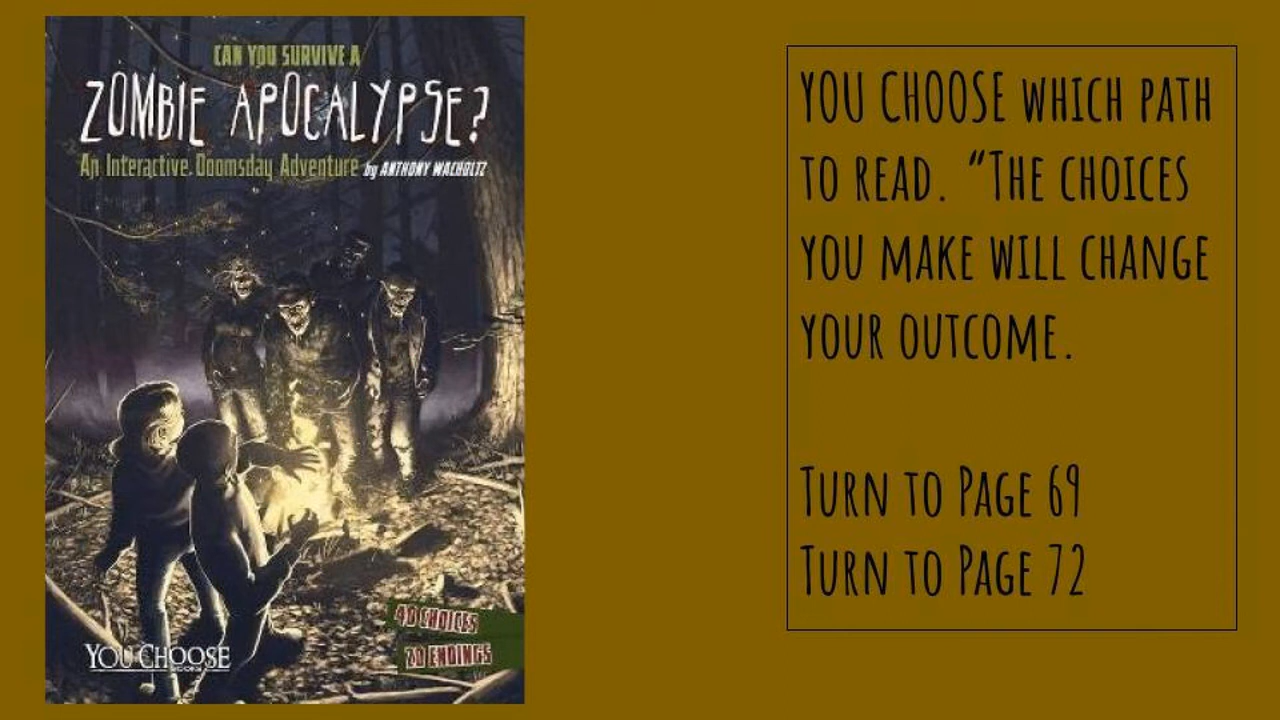 CAN YOU SURVIVE A
ZOMBIE APOCALYPSE?
An Interactive Doomsday Adventure by ANTHONY WACHOLTZ
40 CHOICES
20 ENDINGS
YOU CHOOSE
BOOKS
YOU CHOOSE WHICH PATH
TO READ. “THE CHOICES
YOU MAKE WILL CHANGE
YOUR OUTCOME.
TURN TO PAGE 69
TURN TO PAGE 72